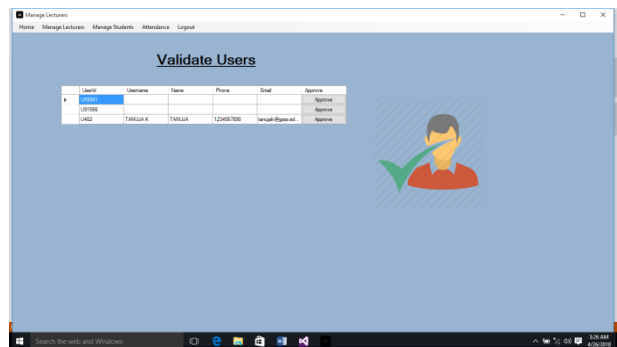 Manage Lecturers
Home Manage Lecturers Manage Students Attendance Logout
Validate Users
UserId Username Name Phone Email Approve
U59947 Approve
U91566 Approve
U402 TANUJA K TANUJA 1234567890 Approve
Search the web and Windows
3:26 AM
4/26/2018